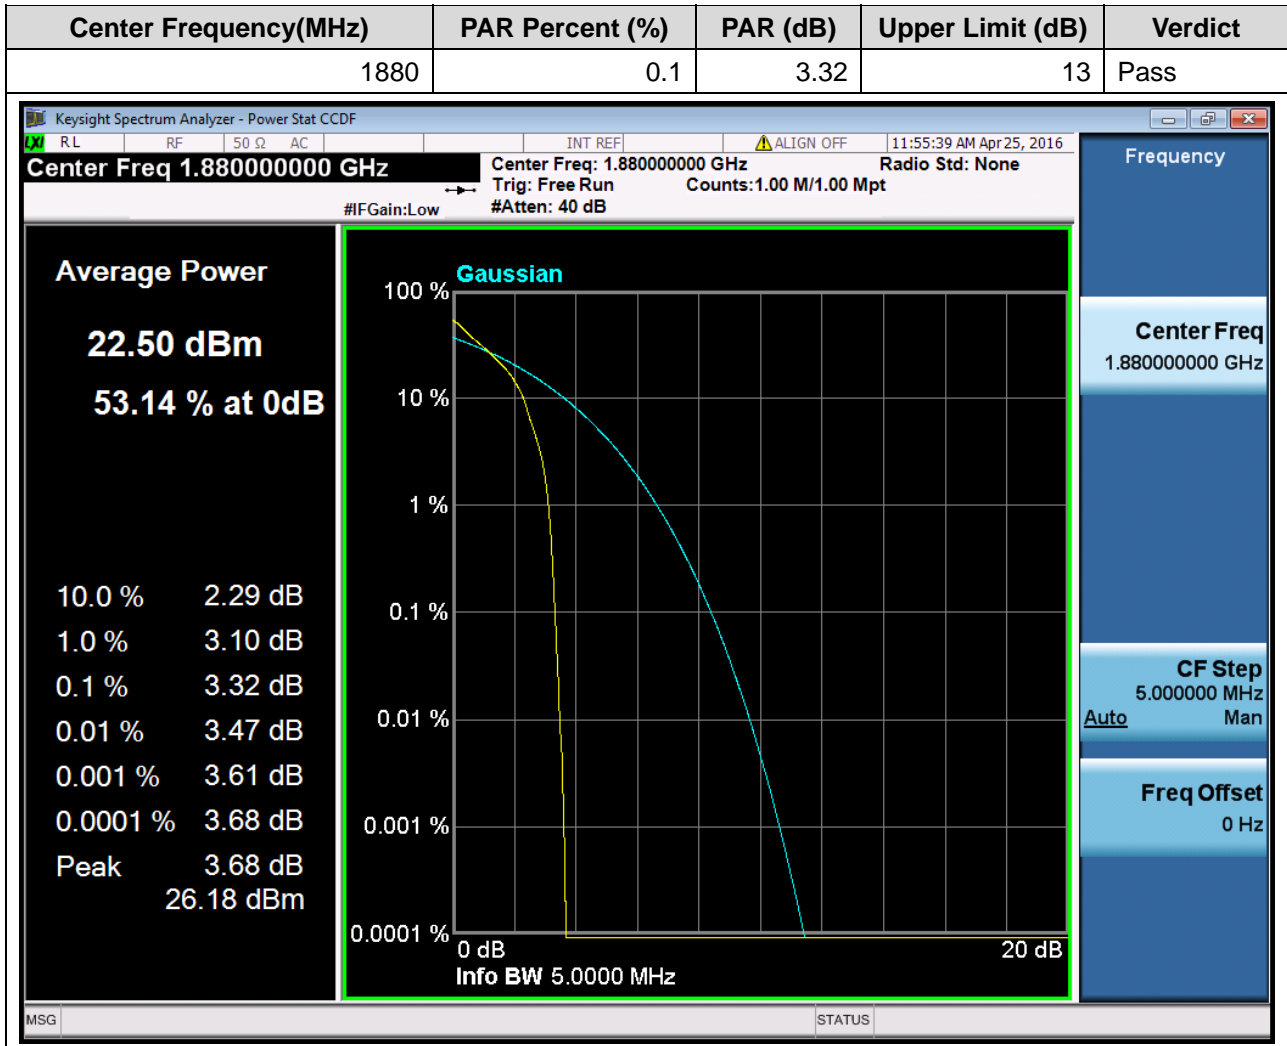 Center Frequency(MHz) PAR Percent (%) PAR (dB) Upper Limit (dB) Verdict
1880 0.1 3.32 13 Pass
Keysight Spectrum Analyzer - Power Stat CCDF
LXI RL RF 50 Ω AC INT REF ALIGN OFF 11:55:39 AM Apr 25, 2016
Center Freq 1.880000000 GHz
Center Freq: 1.880000000 GHz Radio Std: None
Trig: Free Run Counts:1.00 M/1.00 Mpt
#IFGain:Low #Atten: 40 dB
Average Power
22.50 dBm
53.14 % at 0dB
10.0 % 2.29 dB
1.0 % 3.10 dB
0.1 % 3.32 dB
0.01 % 3.47 dB
0.001 % 3.61 dB
0.0001 % 3.68 dB
Peak 3.68 dB
26.18 dBm
Gaussian
100 %
10 %
1 %
0.1 %
0.01 %
0.001 %
0.0001 %
0 dB 20 dB
Info BW 5.0000 MHz
Frequency
Center Freq
1.880000000 GHz
CF Step
5.000000 MHz
Auto Man
Freq Offset
0 Hz
MSG STATUS